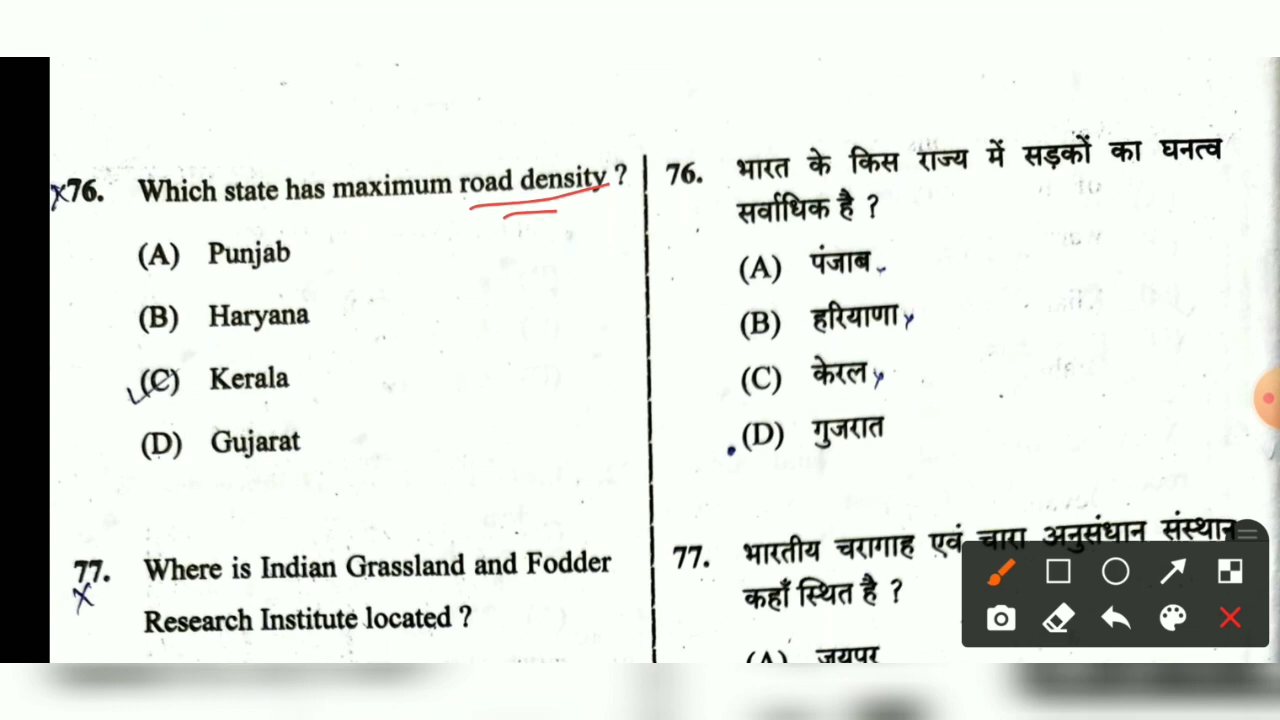 76. Which state has maximum road density ?
(A) Punjab
(B) Haryana
(C) Kerala
(D) Gujarat
77. Where is Indian Grassland and Fodder
Research Institute located ?
76. भारत के किस राज्य में सड़कों का घनत्व
सर्वाधिक है ?
(A) पंजाब
(B) हरियाणा
(C) केरल
(D) गुजरात
77. भारतीय चरागाह एवं चारा अनुसंधान संस्थान
कहाँ स्थित है ?
(A) जयपुर